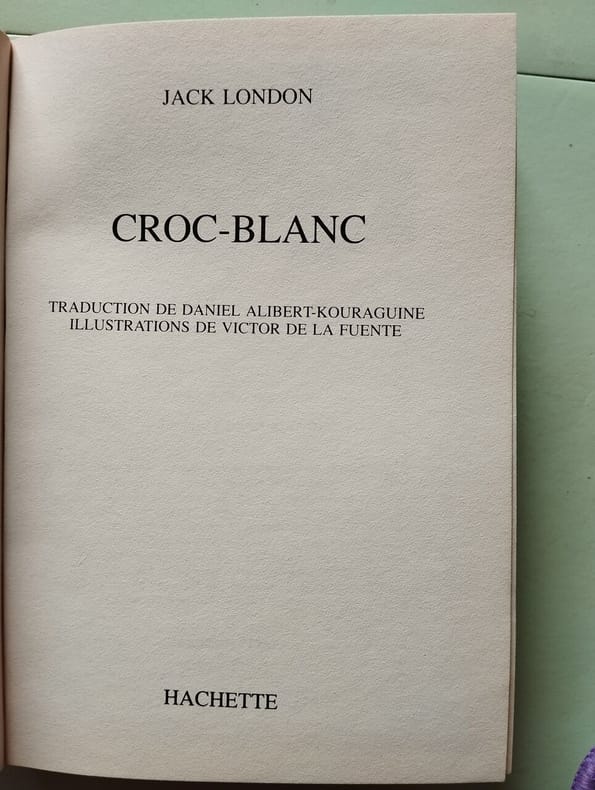 JACK LONDON
CROC-BLANC
TRADUCTION DE DANIEL ALIBERT-KOURAGUINE
ILLUSTRATIONS DE VICTOR DE LA FUENTE
HACHETTE